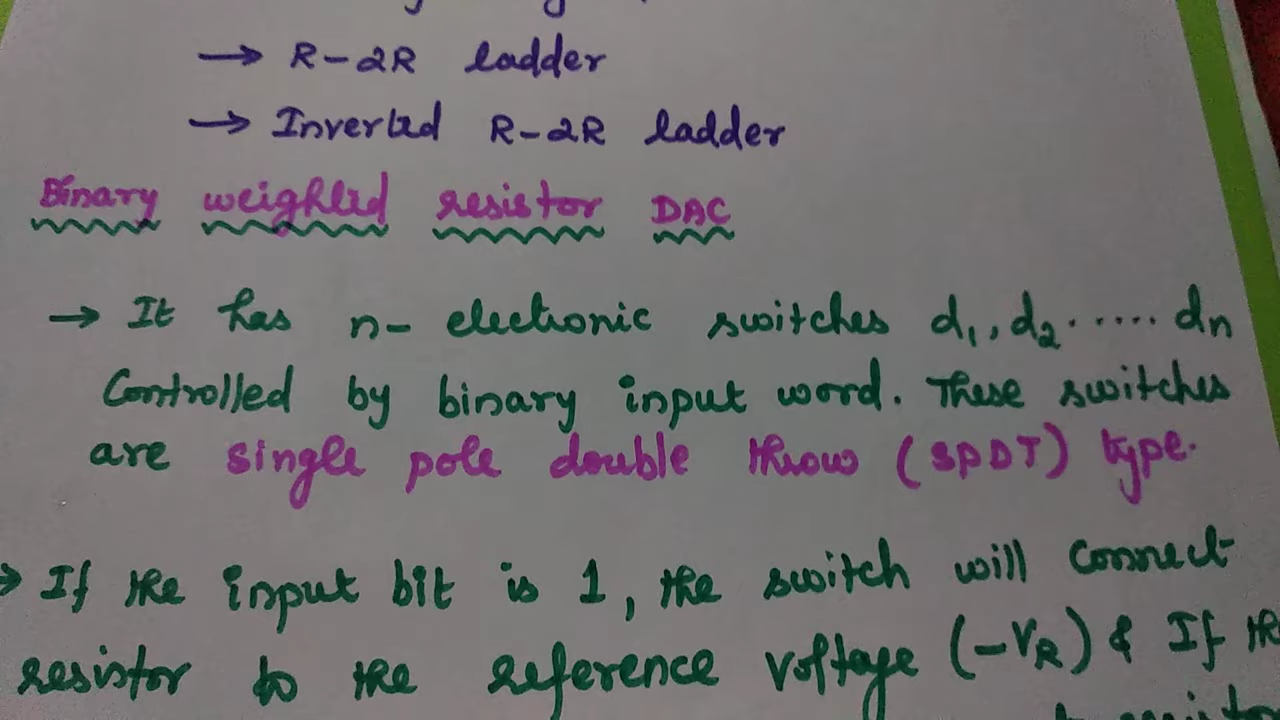 → R-2R ladder
→ Inverted R-2R ladder
Binary weighted resistor DAC
→ It has n- electronic switches d₁, d₂ ..... dn
Controlled by binary input word. These switches
are single pole double throw (SPDT) type.
→ If the input bit is 1, the switch will connect
resistor to the reference voltage (-VR) & If the
resistor